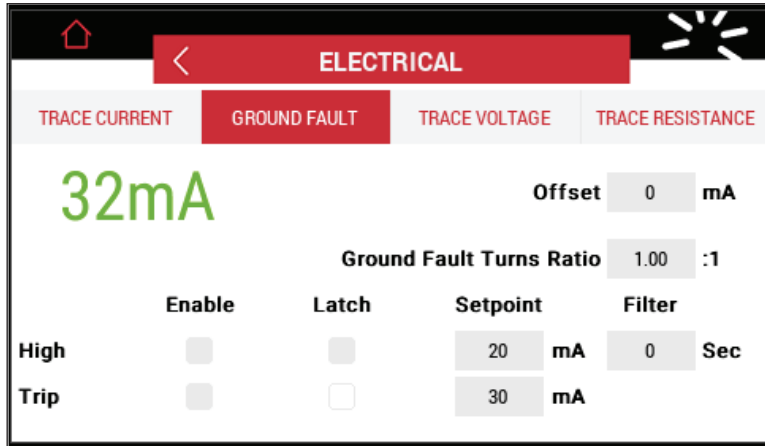 ELECTRICAL
TRACE CURRENT GROUND FAULT TRACE VOLTAGE TRACE RESISTANCE
32mA Offset 0 mA
Ground Fault Turns Ratio 1.00 :1
Enable Latch Setpoint Filter
High 20 mA 0 Sec
Trip 30 mA